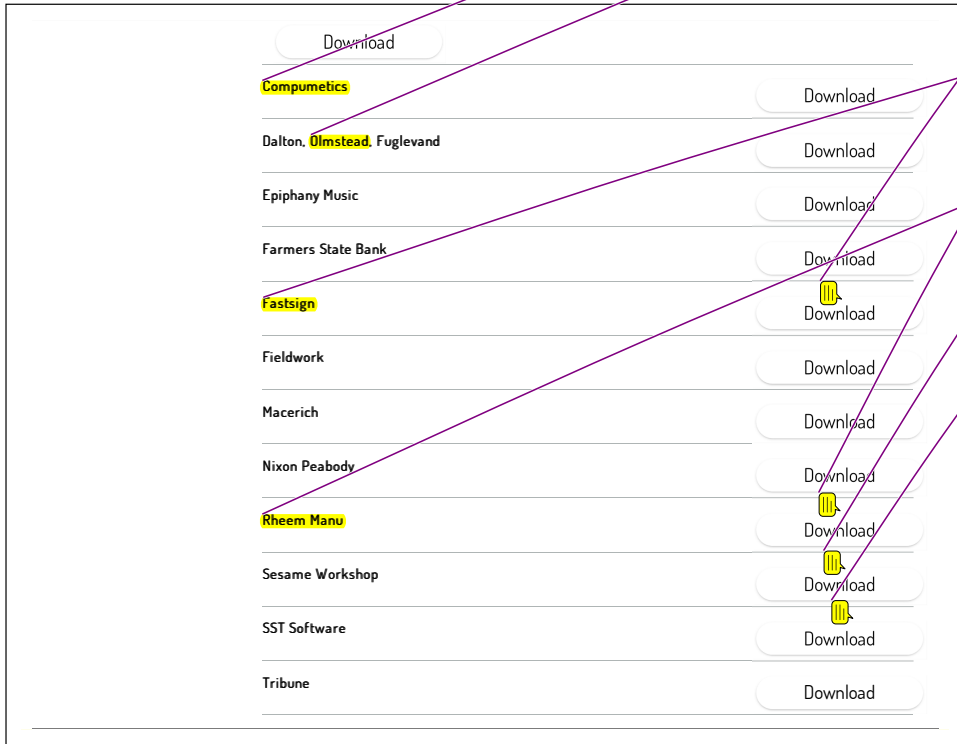 Download
Compumetics
Download
Dalton, Olmstead, Fuglevand
Download
Epiphany Music
Download
Farmers State Bank
Download
Fastsign
Download
Fieldwork
Download
Macerich
Download
Nixon Peabody
Download
Rheem Manu
Download
Sesame Workshop
Download
SST Software
Download
Tribune
Download